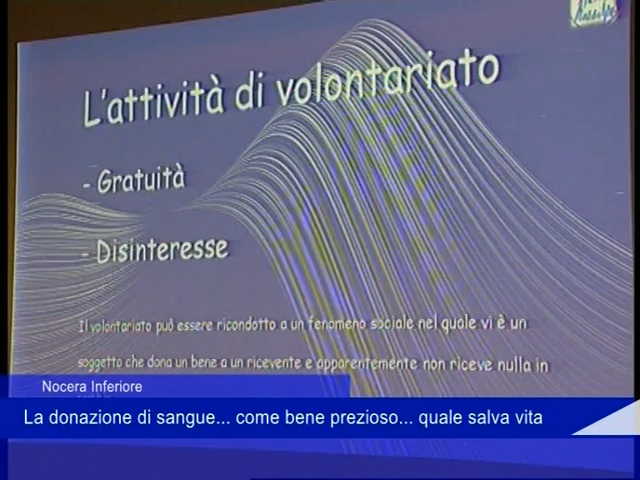 L'attività di volontariato
- Gratuità
- Disinteresse
Il volontariato può essere ricondotto a un fenomeno sociale nel quale vi è un
soggetto che dona un bene a un ricevente e apparentemente non riceve nulla in
Nocera Inferiore
La donazione di sangue... come bene prezioso... quale salva vita